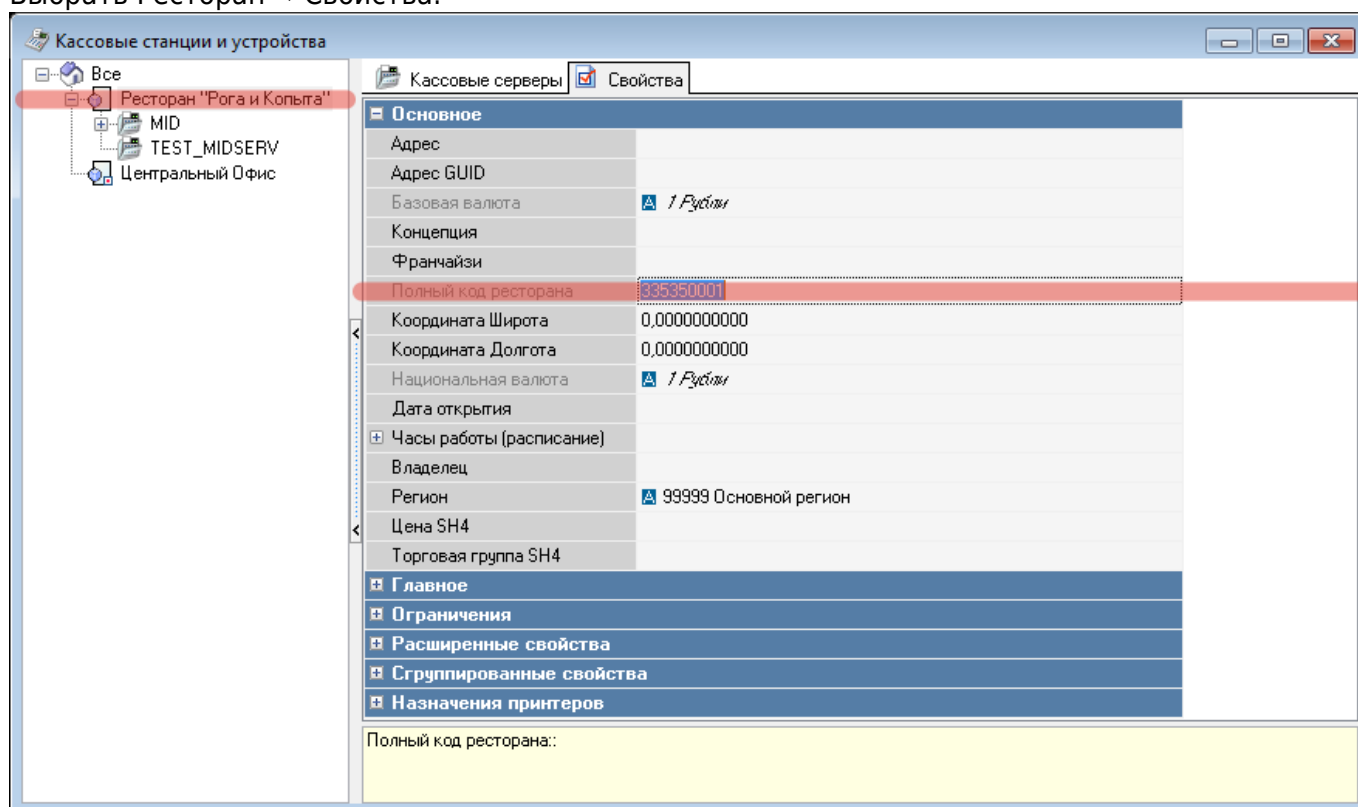 Выбрать Ресторан → Свойства.
Кассовые станции и устройства
Все
Ресторан "Рога и Копыта"
MID
TEST_MIDSERV
Центральный Офис
Кассовые серверы Свойства
Основное
Адрес
Адрес GUID
Базовая валюта 1 Рубли
Концепция
Франчайзи
Полный код ресторана 335350001
Координата Широта 0,0000000000
Координата Долгота 0,0000000000
Национальная валюта 1 Рубли
Дата открытия
Часы работы (расписание)
Владелец
Регион 99999 Основной регион
Цена SH4
Торговая группа SH4
Главное
Ограничения
Расширенные свойства
Сгруппированные свойства
Назначения принтеров
Полный код ресторана::